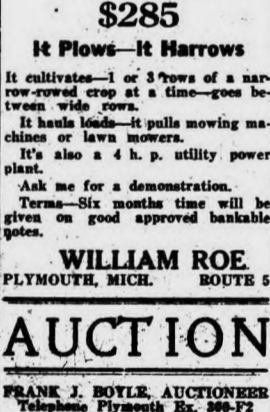 $285
It Plows—It Harrows
It cultivates—1 or 3 rows of a nar-
row-rowed crop at a time—goes be-
tween wide rows.
It hauls loads—it pulls mowing ma-
chines or lawn mowers.
It's also a 4 h. p. utility power
plant.
Ask me for a demonstration.
Terms—Six months time will be
given on good approved bankable
notes.
WILLIAM ROE
PLYMOUTH, MICH. ROUTE 5
AUCTION
FRANK J. BOYLE, AUCTIONEER
Telephone Plymouth Ex. F2